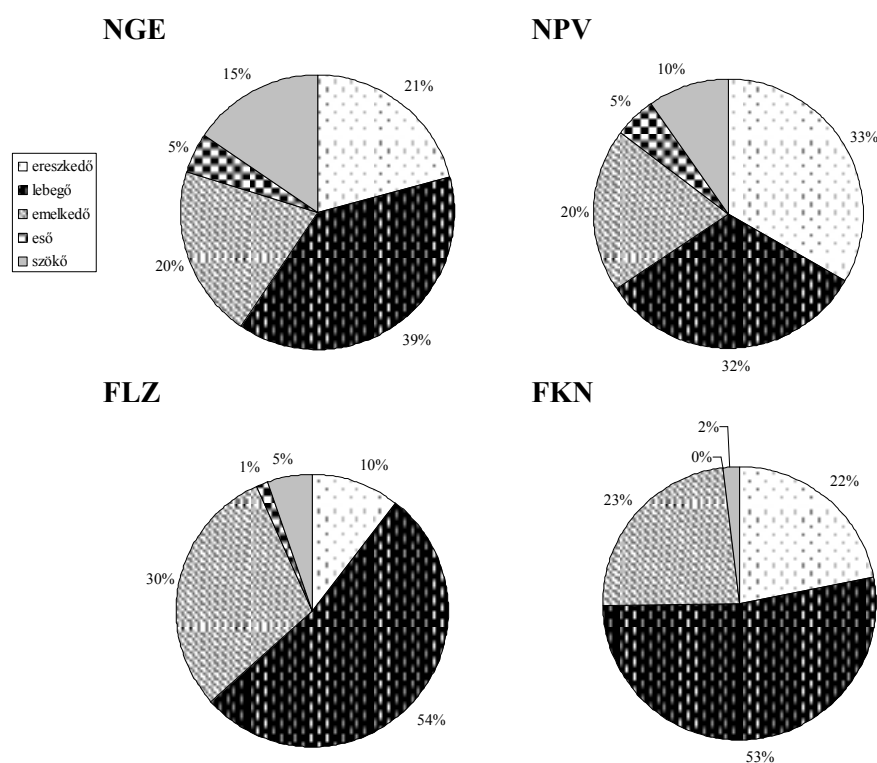 NGE
15%
21%
5%
20%
39%
NPV
10%
5%
33%
20%
32%
ereszkedő
lebegő
emelkedő
eső
szökő
FLZ
1%
5%
10%
30%
54%
FKN
2%
0%
22%
23%
53%